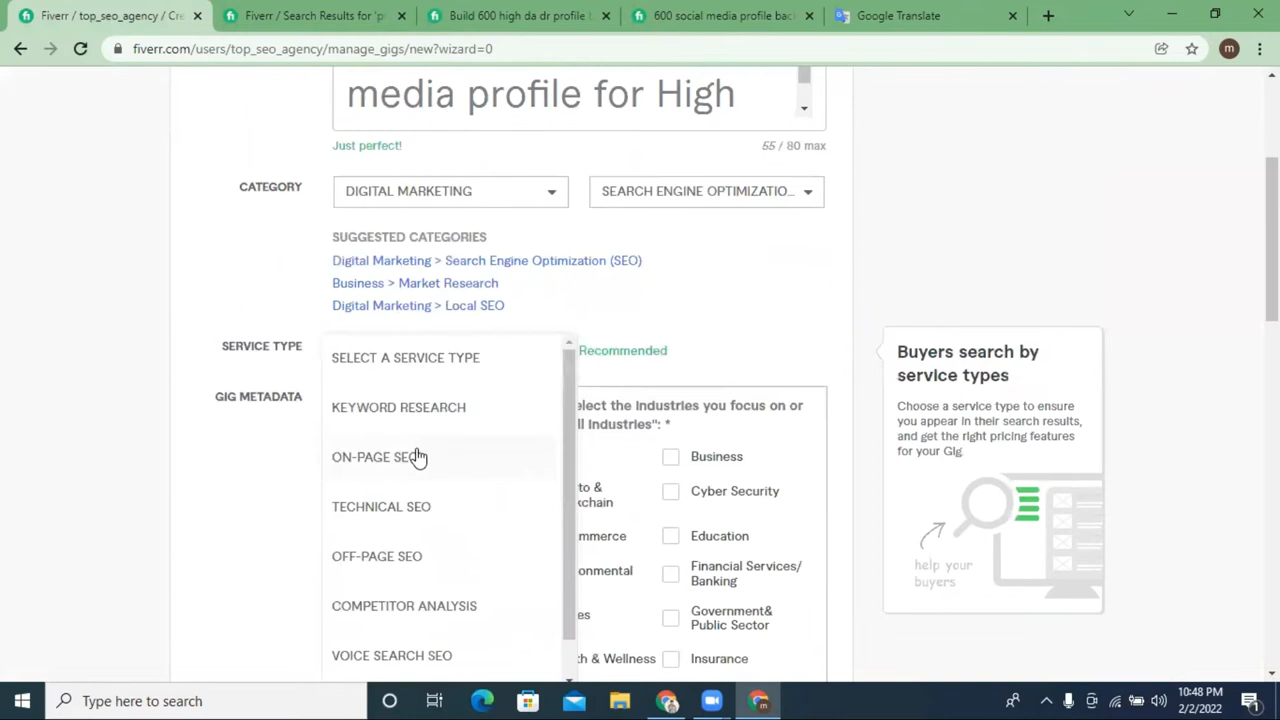 Fiverr / top_seo_agency / Cre
Fiverr / Search Results for 'p
Build 600 high da dr profile b
600 social media profile back
Google Translate
fiverr.com/users/top_seo_agency/manage_gigs/new?wizard=0
m
media profile for High
Just perfect!
55 / 80 max
CATEGORY
DIGITAL MARKETING
SEARCH ENGINE OPTIMIZATIO...
SUGGESTED CATEGORIES
Digital Marketing > Search Engine Optimization (SEO)
Business > Market Research
Digital Marketing > Local SEO
SERVICE TYPE
SELECT A SERVICE TYPE
Recommended
GIG METADATA
KEYWORD RESEARCH
ON-PAGE SEO
TECHNICAL SEO
OFF-PAGE SEO
COMPETITOR ANALYSIS
VOICE SEARCH SEO
elect the industries you focus on or
ll Industries": *
Business
to &
kchain
Cyber Security
mmerce
Education
onmental
Financial Services/
Banking
es
Government&
Public Sector
th & Wellness
Insurance
Buyers search by
service types
Choose a service type to ensure
you appear in their search results,
and get the right pricing features
for your Gig
help your
buyers
Type here to search
m
10:48 PM
2/2/2022
1